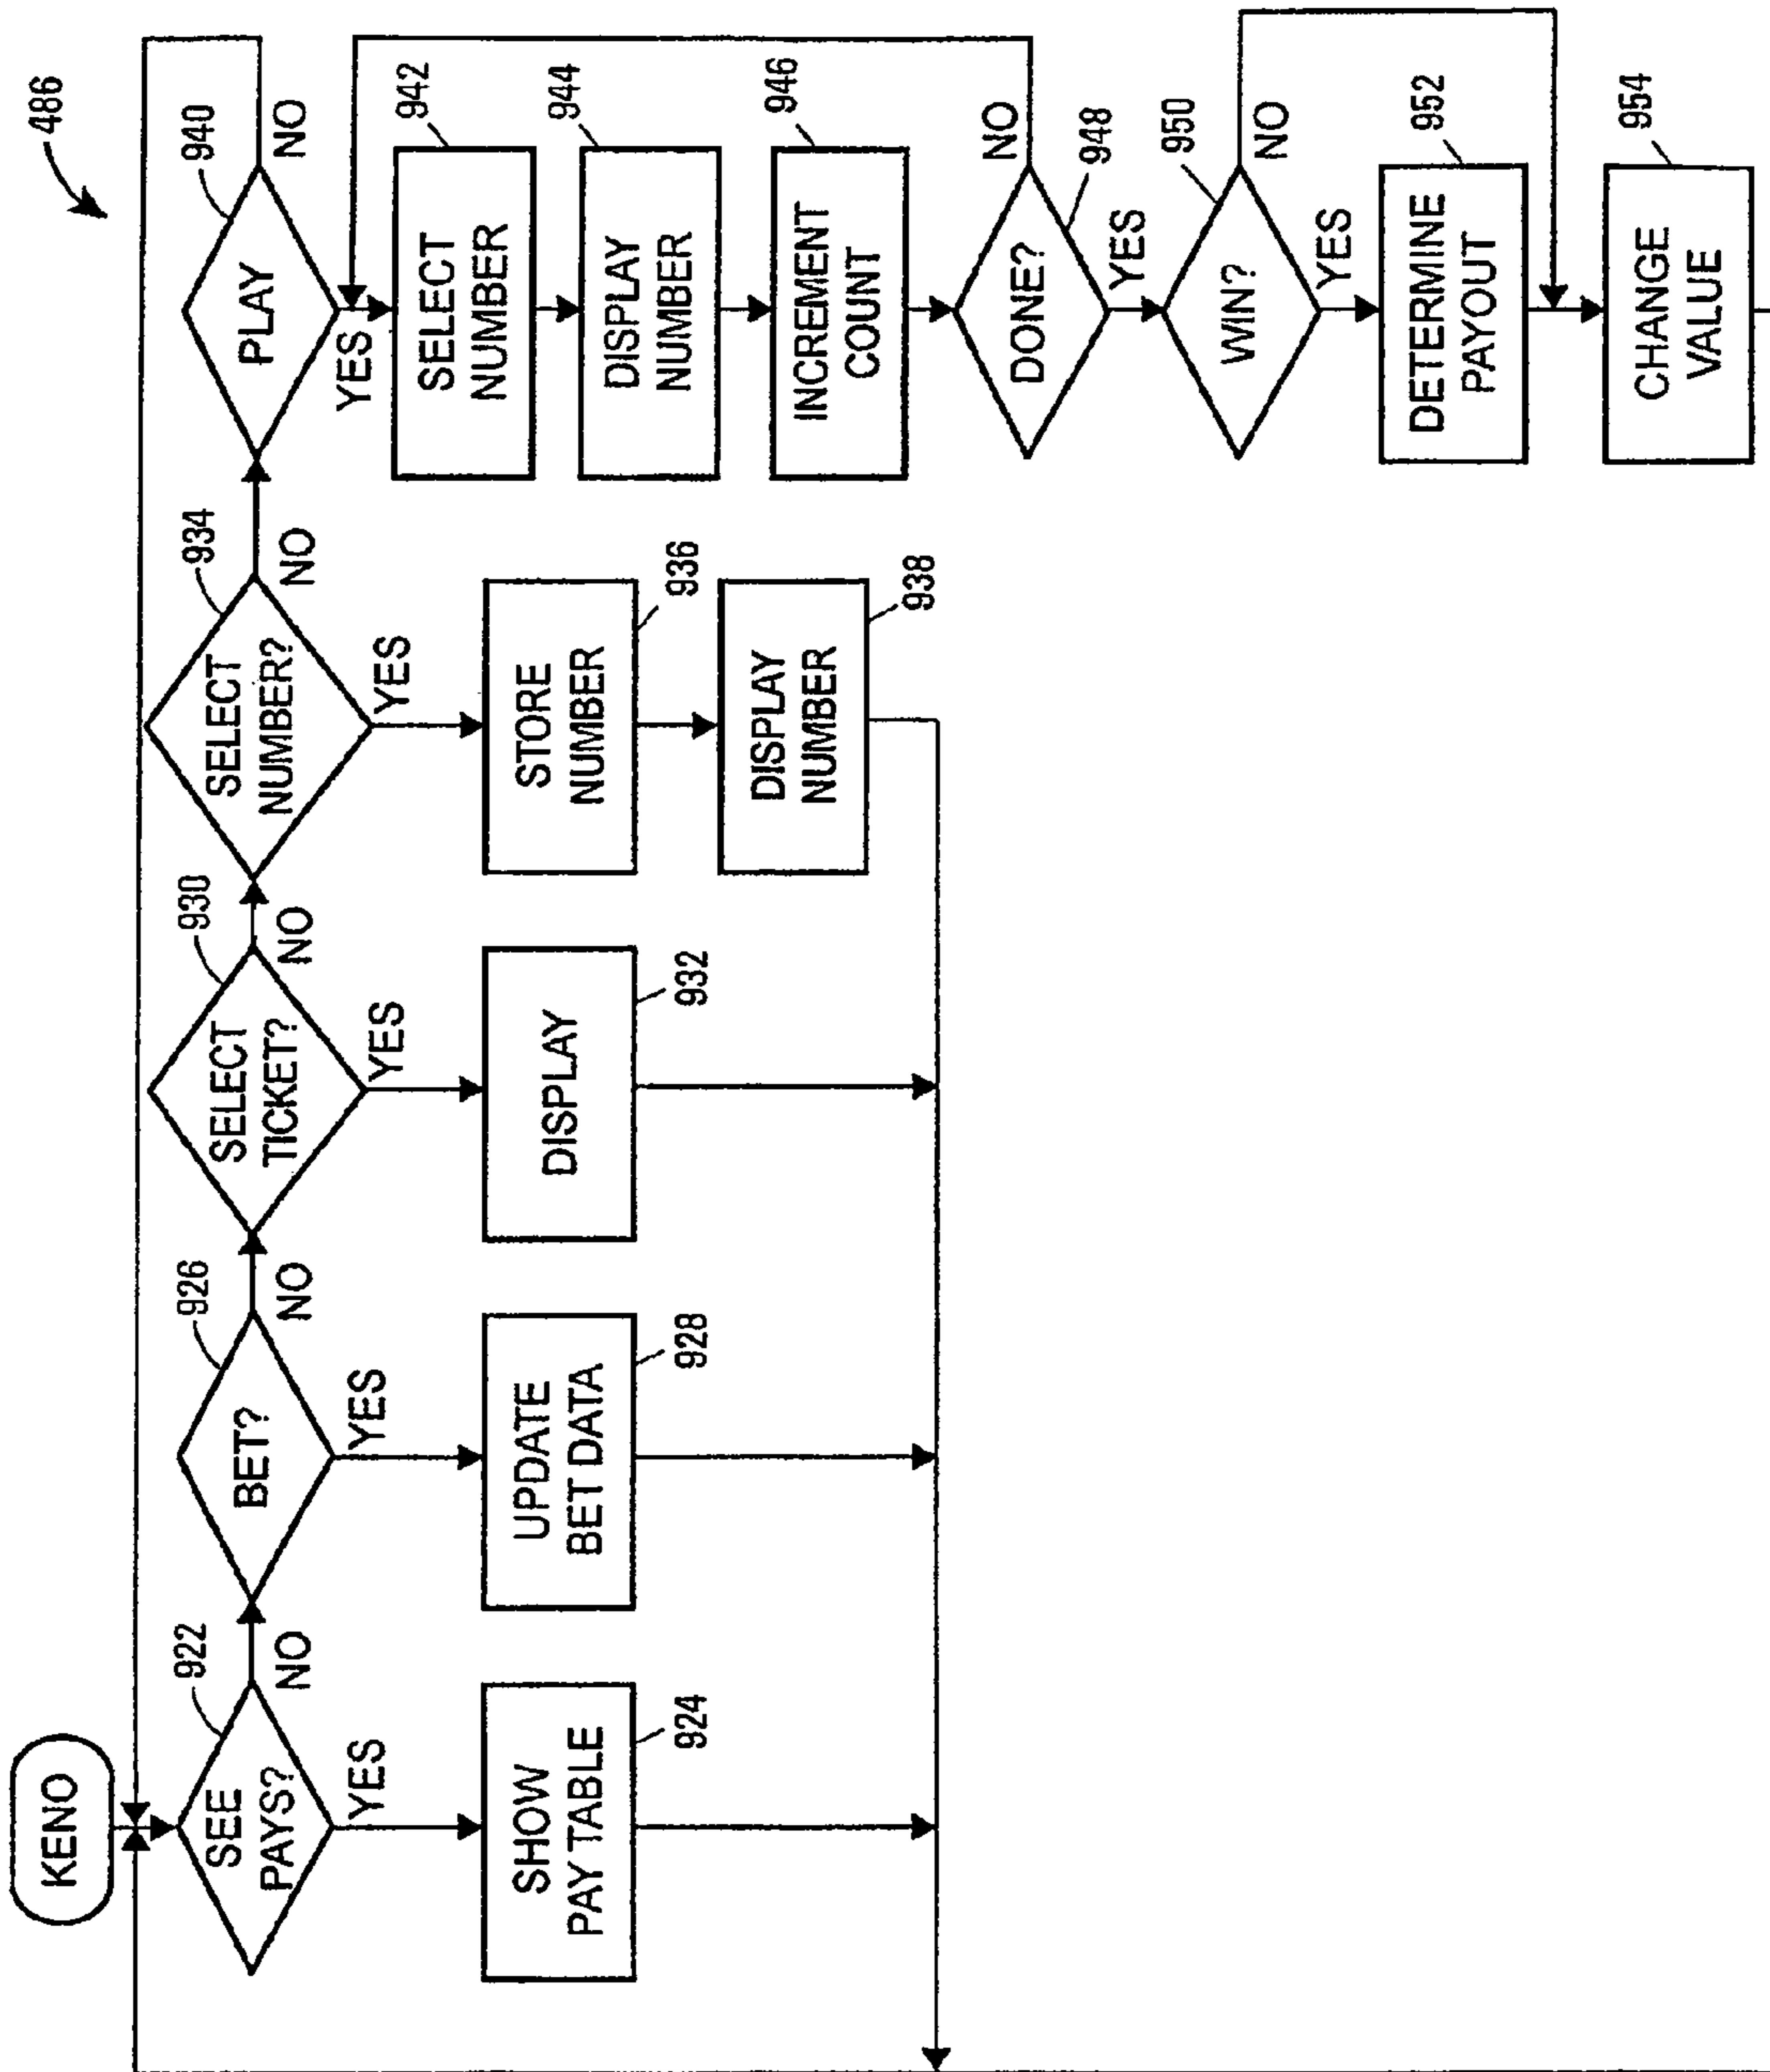 486
KENO
SEE
PAYS?
922
NO
YES
SHOW
PAY TABLE
924
BET?
926
NO
YES
UPDATE
BET DATA
928
SELECT
TICKET?
930
NO
YES
DISPLAY
932
SELECT
NUMBER?
934
NO
YES
STORE
NUMBER
936
DISPLAY
NUMBER
938
PLAY
940
NO
YES
SELECT
NUMBER
942
DISPLAY
NUMBER
944
INCREMENT
COUNT
946
DONE?
948
NO
YES
WIN?
950
NO
YES
DETERMINE
PAYOUT
952
CHANGE
VALUE
954